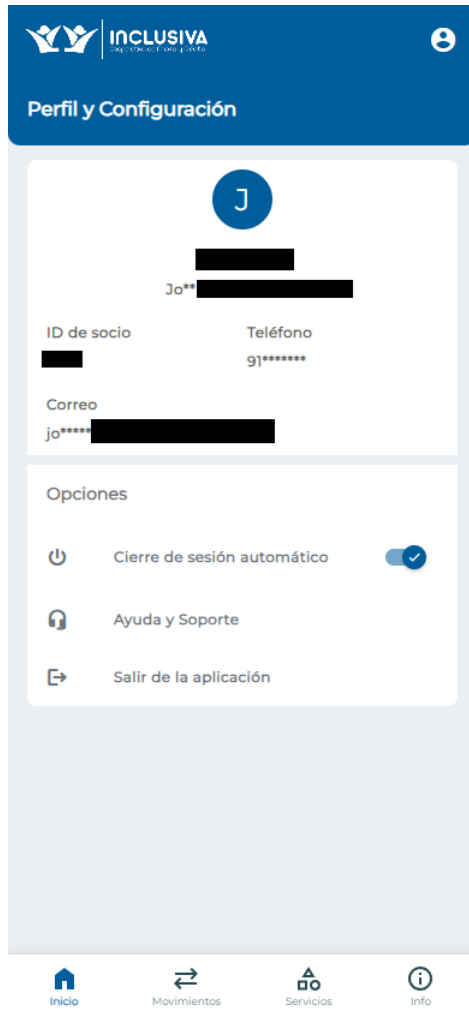 INCLUSIVA
Perfil y Configuración
J
Jo**
ID de socio
Teléfono
91*******
Correo
jo*****
Opciones
Cierre de sesión automático
Ayuda y Soporte
Salir de la aplicación
Inicio
Movimientos
Servicios
Info